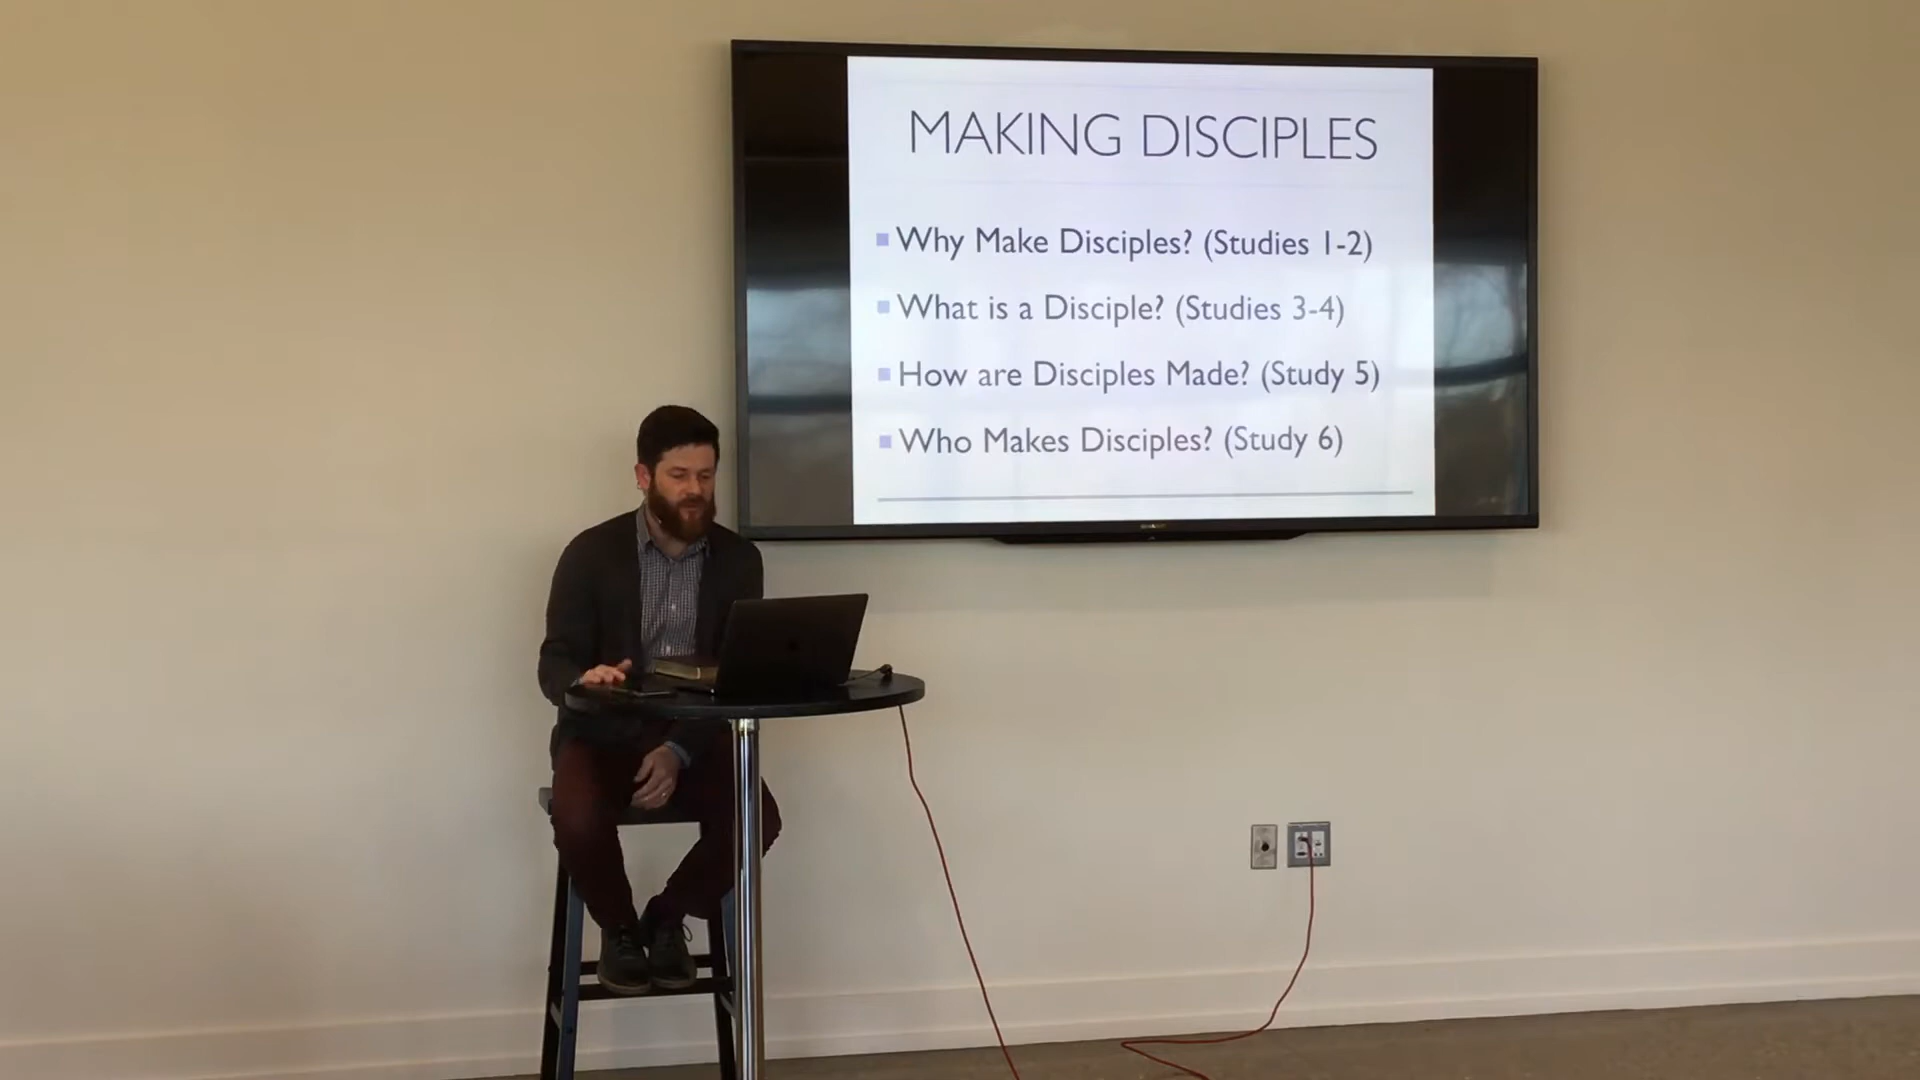 MAKING DISCIPLES
Why Make Disciples? (Studies 1-2)
What is a Disciple? (Studies 3-4)
How are Disciples Made? (Study 5)
Who Makes Disciples? (Study 6)